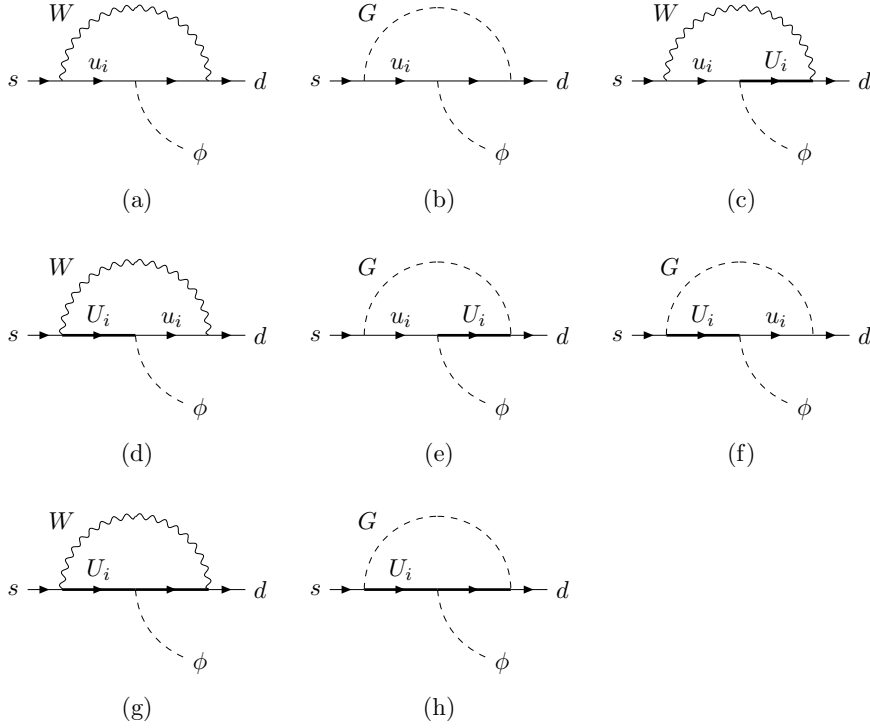 W G W
s u_i d s u_i d s u_i U_i d
ϕ ϕ ϕ
(a) (b) (c)
W G G
s U_i u_i d s u_i U_i d s U_i u_i d
ϕ ϕ ϕ
(d) (e) (f)
W G
s U_i d s U_i d
ϕ ϕ
(g) (h)